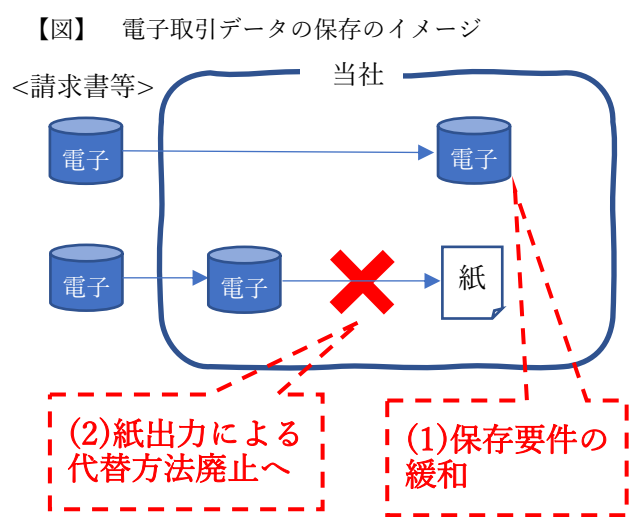 【図】 電子取引データの保存のイメージ
<請求書等>
当社
電子
電子
電子
電子
紙
(2)紙出力による
代替方法廃止へ
(1)保存要件の
緩和